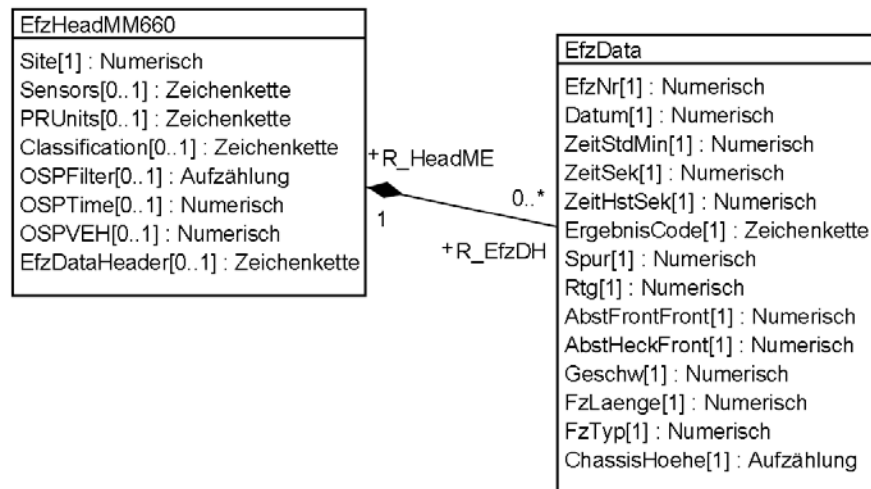 EfzHeadMM660
Site[1] : Numerisch
Sensors[0..1] : Zeichenkette
PRUnits[0..1] : Zeichenkette
Classification[0..1] : Zeichenkette
OSPFilter[0..1] : Aufzählung
OSPTime[0..1] : Numerisch
OSPVEH[0..1] : Numerisch
EfzDataHeader[0..1] : Zeichenkette
+R_HeadME
1
0..*
+R_EfzDH
EfzData
EfzNr[1] : Numerisch
Datum[1] : Numerisch
ZeitStdMin[1] : Numerisch
ZeitSek[1] : Numerisch
ZeitHstSek[1] : Numerisch
ErgebnisCode[1] : Zeichenkette
Spur[1] : Numerisch
Rtg[1] : Numerisch
AbstFrontFront[1] : Numerisch
AbstHeckFront[1] : Numerisch
Geschw[1] : Numerisch
FzLaenge[1] : Numerisch
FzTyp[1] : Numerisch
ChassisHoehe[1] : Aufzählung